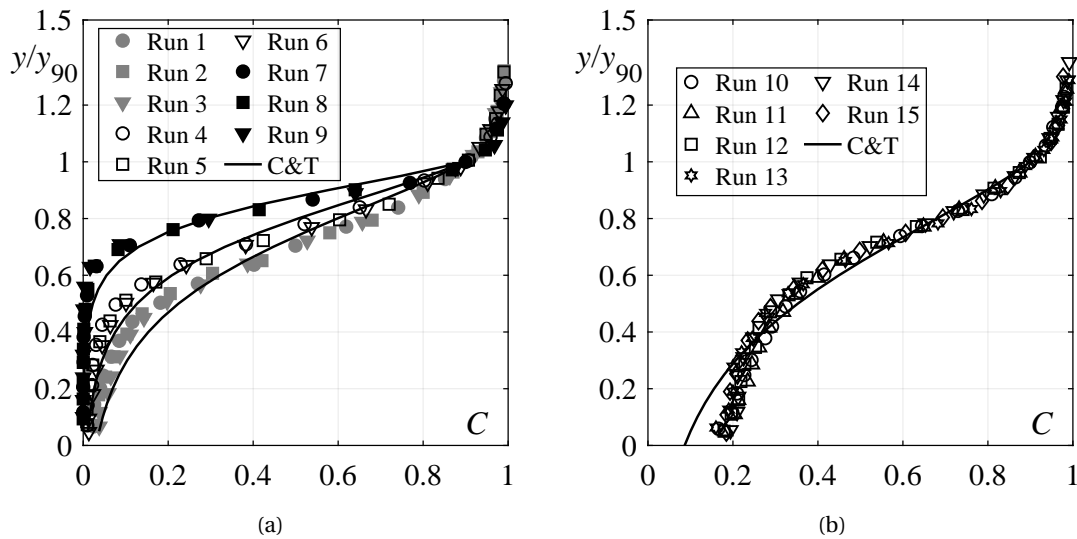 1.5
y/y90
1.2
1
0.8
0.6
0.4
0.2
0
0 0.2 0.4 0.6 0.8 1
C
Run 1
Run 2
Run 3
Run 4
Run 5
Run 6
Run 7
Run 8
Run 9
C&T
(a)
1.5
y/y90
1.2
1
0.8
0.6
0.4
0.2
0
0 0.2 0.4 0.6 0.8 1
C
Run 10
Run 11
Run 12
Run 13
Run 14
Run 15
C&T
(b)